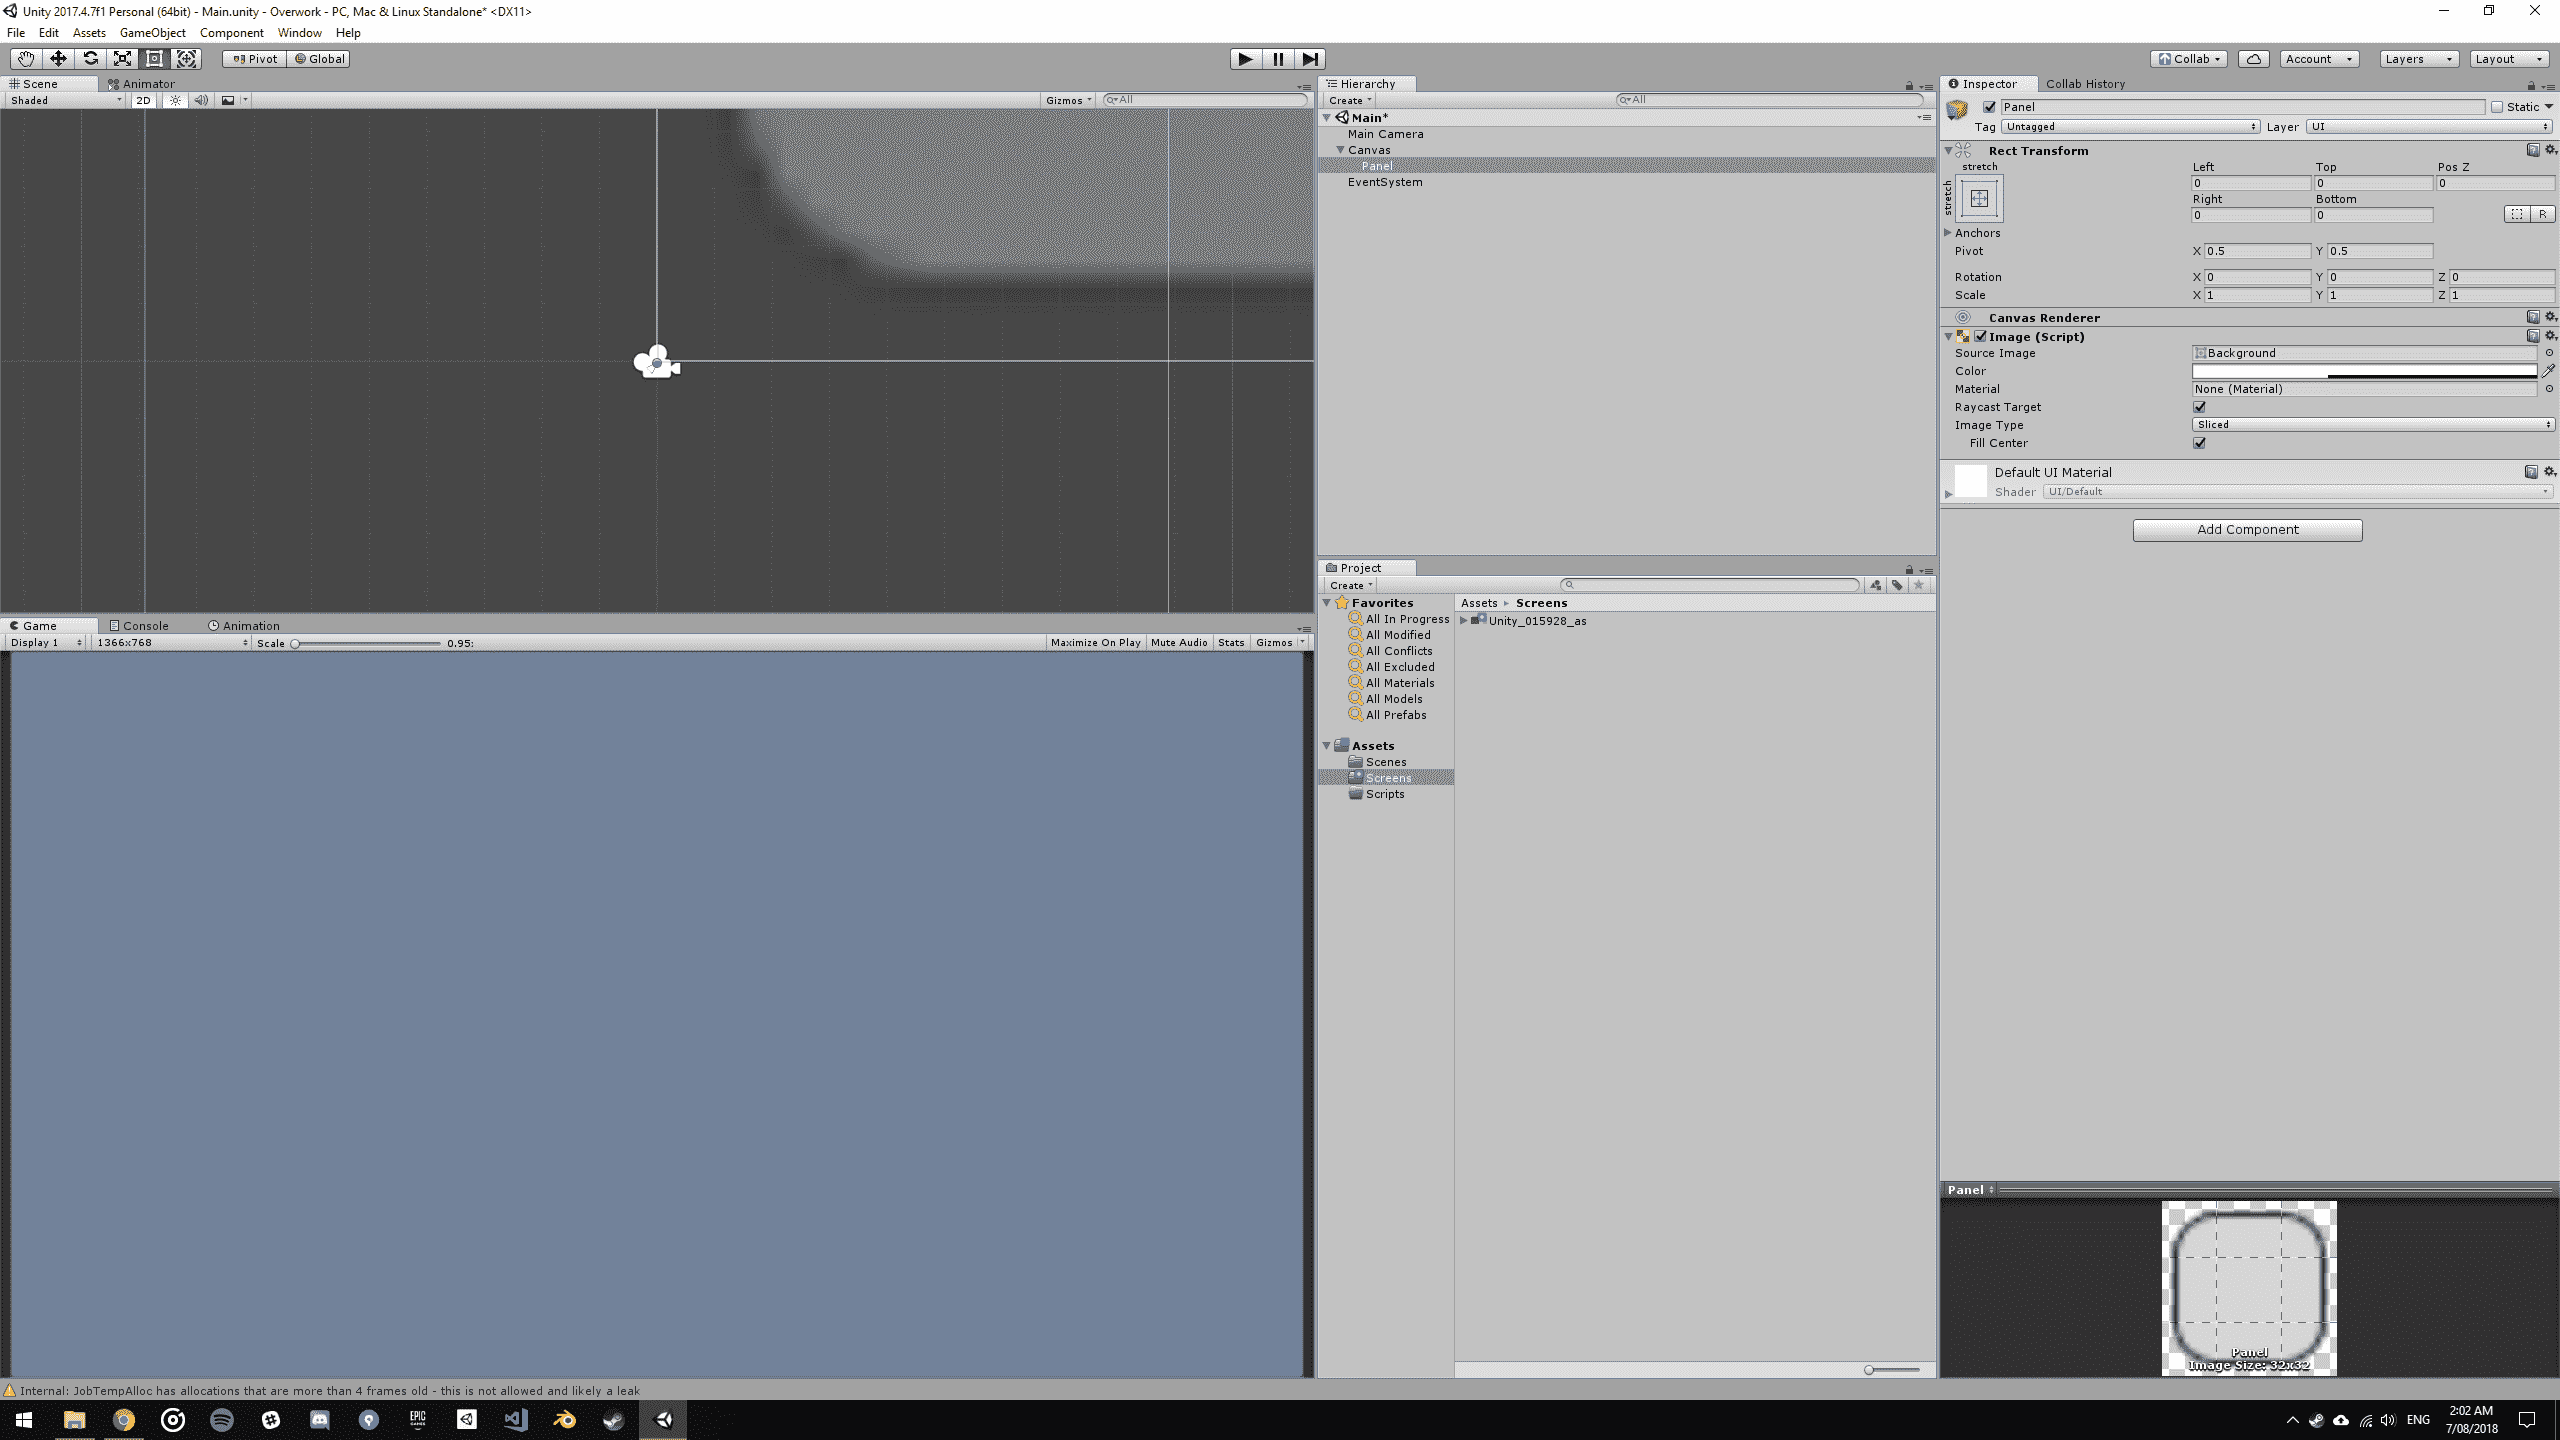 Unity 2017.4.7f1 Personal (64bit) - Main.unity - Overwork - PC, Mac & Linux Standalone* <DX11>
File Edit Assets GameObject Component Window Help
Pivot Global Collab Account Layers Layout
Scene Animator
Shaded 2D Gizmos All
Hierarchy
Create All
Main*
Main Camera
Canvas
Panel
EventSystem
Inspector Collab History
Panel Static
Tag Untagged Layer UI
Rect Transform
stretch Left Top Pos Z
stretch
0 0 0
Right Bottom
0 0 R
Anchors
Pivot X 0.5 Y 0.5
Rotation X 0 Y 0 Z 0
Scale X 1 Y 1 Z 1
Canvas Renderer
Image (Script)
Source Image Background
Color
Material None (Material)
Raycast Target
Image Type Sliced
Fill Center
Default UI Material
Shader UI/Default
Add Component
Project
Create
Favorites
All In Progress
All Modified
All Conflicts
All Excluded
All Materials
All Models
All Prefabs
Assets
Scenes
Screens
Scripts
Assets Screens
Unity_015928_as
Game Console Animation
Display 1 1366x768 Scale 0.95: Maximize On Play Mute Audio Stats Gizmos
Panel
Panel
Image Size: 32x32
Internal: JobTempAlloc has allocations that are more than 4 frames old - this is not allowed and likely a leak
EPIC
GAMES
ENG
2:02 AM
7/08/2018